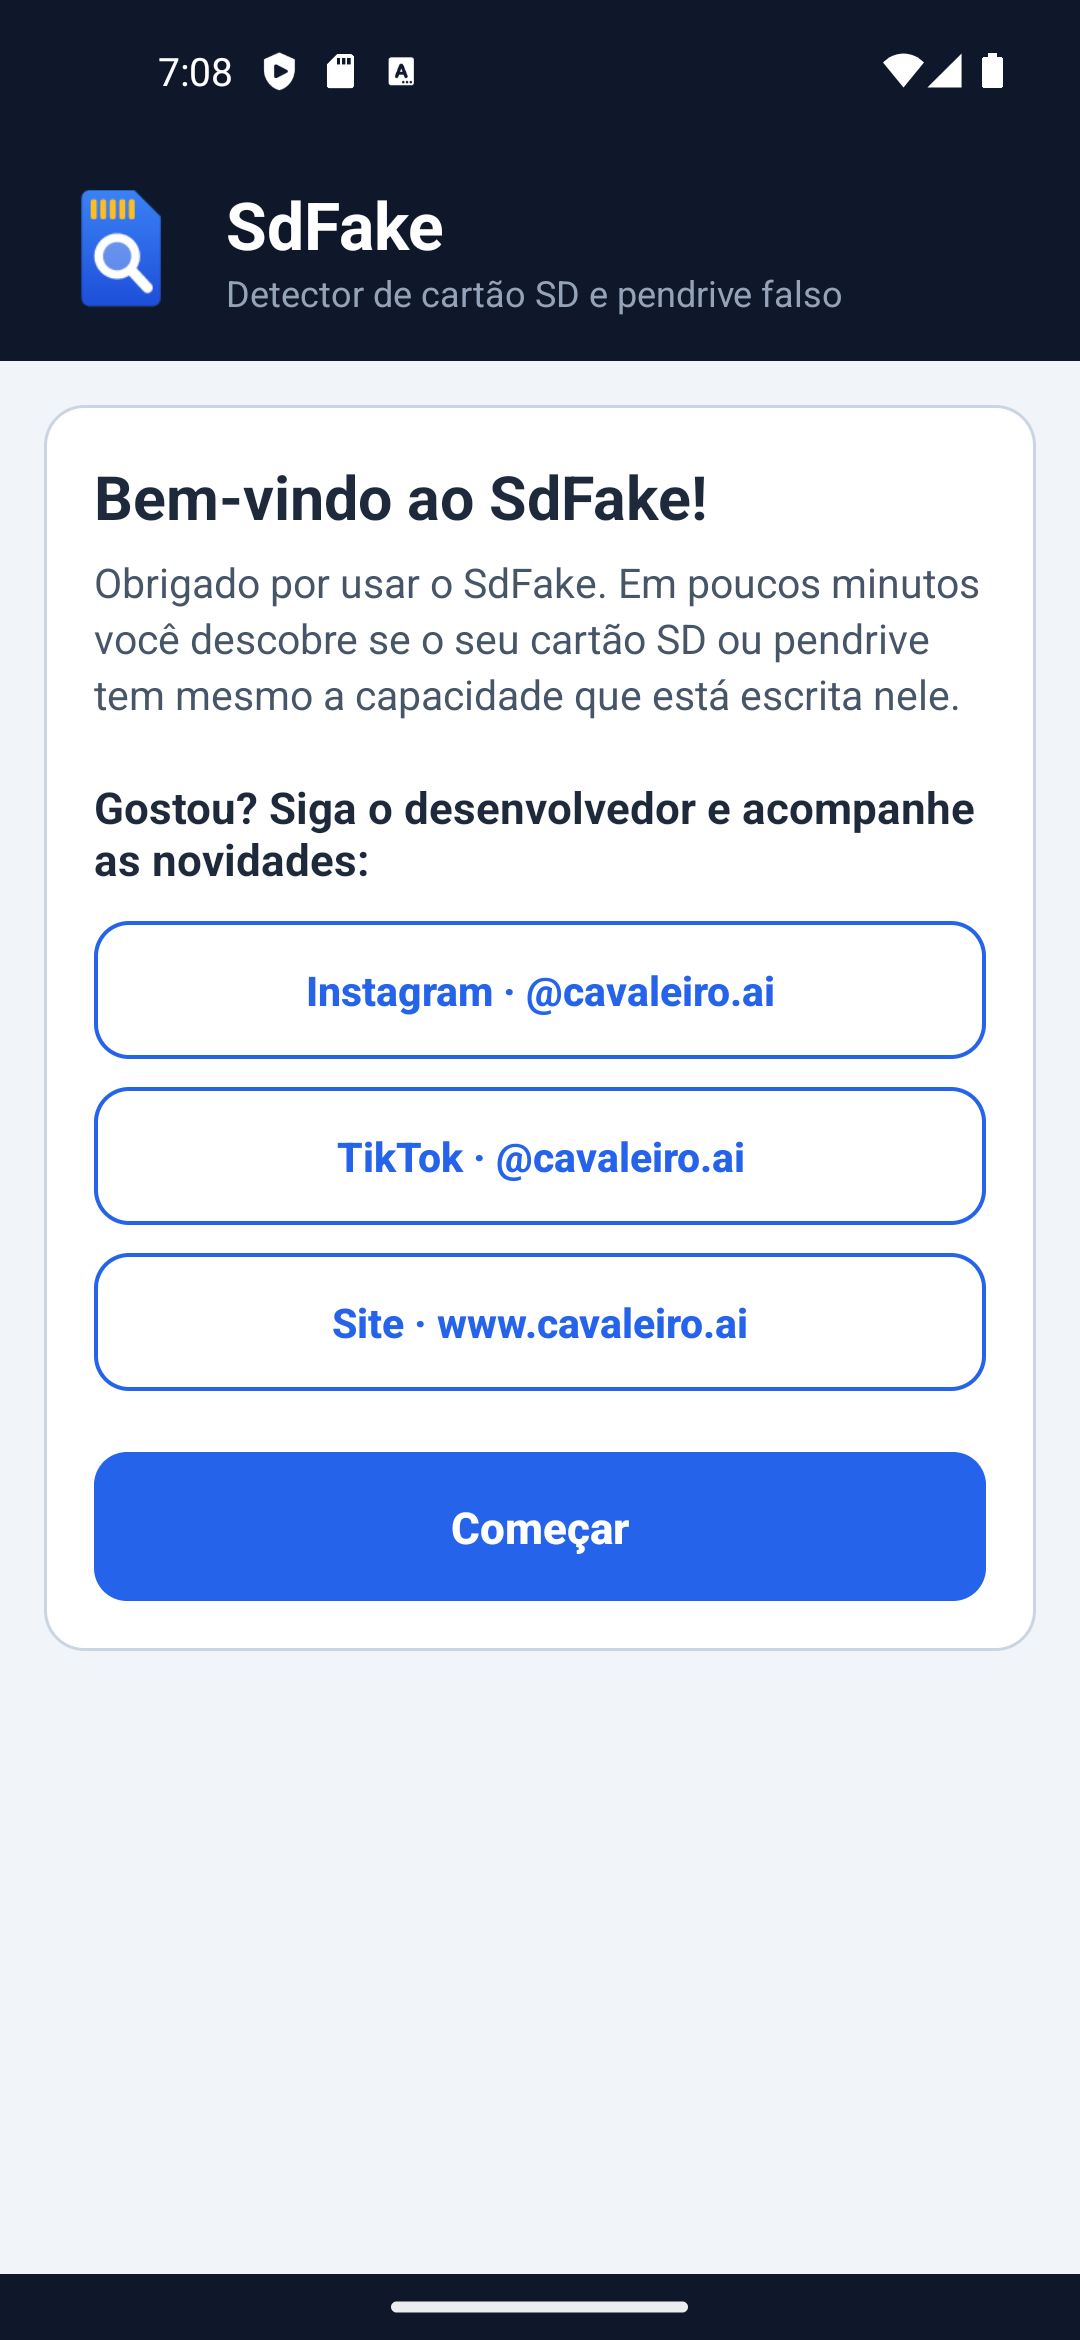 7:08
SdFake
Detector de cartão SD e pendrive falso
Bem-vindo ao SdFake!
Obrigado por usar o SdFake. Em poucos minutos
você descobre se o seu cartão SD ou pendrive
tem mesmo a capacidade que está escrita nele.
Gostou? Siga o desenvolvedor e acompanhe
as novidades:
Instagram · @cavaleiro.ai
TikTok · @cavaleiro.ai
Site · www.cavaleiro.ai
Começar